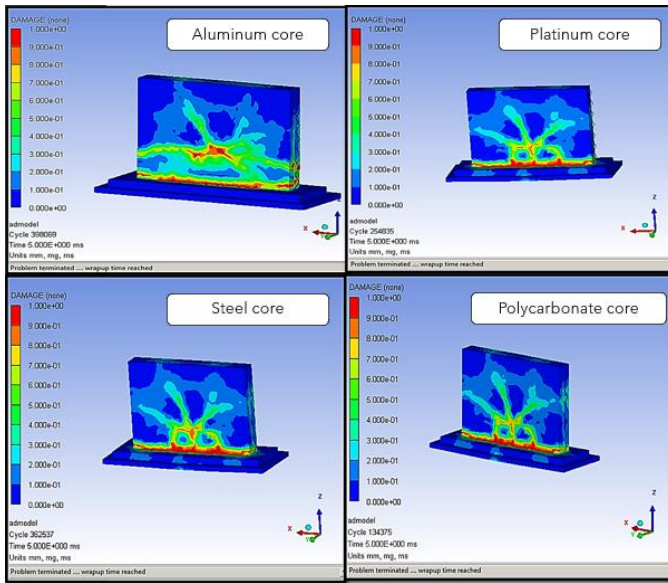 DAMAGE (none)
1.000e+00
9.000e-01
8.000e-01
7.000e-01
6.000e-01
5.000e-01
4.000e-01
3.000e-01
2.000e-01
1.000e-01
0.000e+00
Aluminum core
admodel
Cycle 398069
Time 5.000E+000 ms
Units mm, mg, ms
Problem terminated .... wrapup time reached
X
Y
Z
DAMAGE (none)
1.000e+00
9.000e-01
8.000e-01
7.000e-01
6.000e-01
5.000e-01
4.000e-01
3.000e-01
2.000e-01
1.000e-01
0.000e+00
Platinum core
admodel
Cycle 254835
Time 5.000E+000 ms
Units mm, mg, ms
Problem terminated .... wrapup time reached
X
Y
Z
DAMAGE (none)
1.000e+00
9.000e-01
8.000e-01
7.000e-01
6.000e-01
5.000e-01
4.000e-01
3.000e-01
2.000e-01
1.000e-01
0.000e+00
Steel core
admodel
Cycle 362537
Time 5.000E+000 ms
Units mm, mg, ms
Problem terminated .... wrapup time reached
X
Y
Z
DAMAGE (none)
1.000e+00
9.000e-01
8.000e-01
7.000e-01
6.000e-01
5.000e-01
4.000e-01
3.000e-01
2.000e-01
1.000e-01
0.000e+00
Polycarbonate core
admodel
Cycle 134375
Time 5.000E+000 ms
Units mm, mg, ms
Problem terminated .... wrapup time reached
X
Y
Z